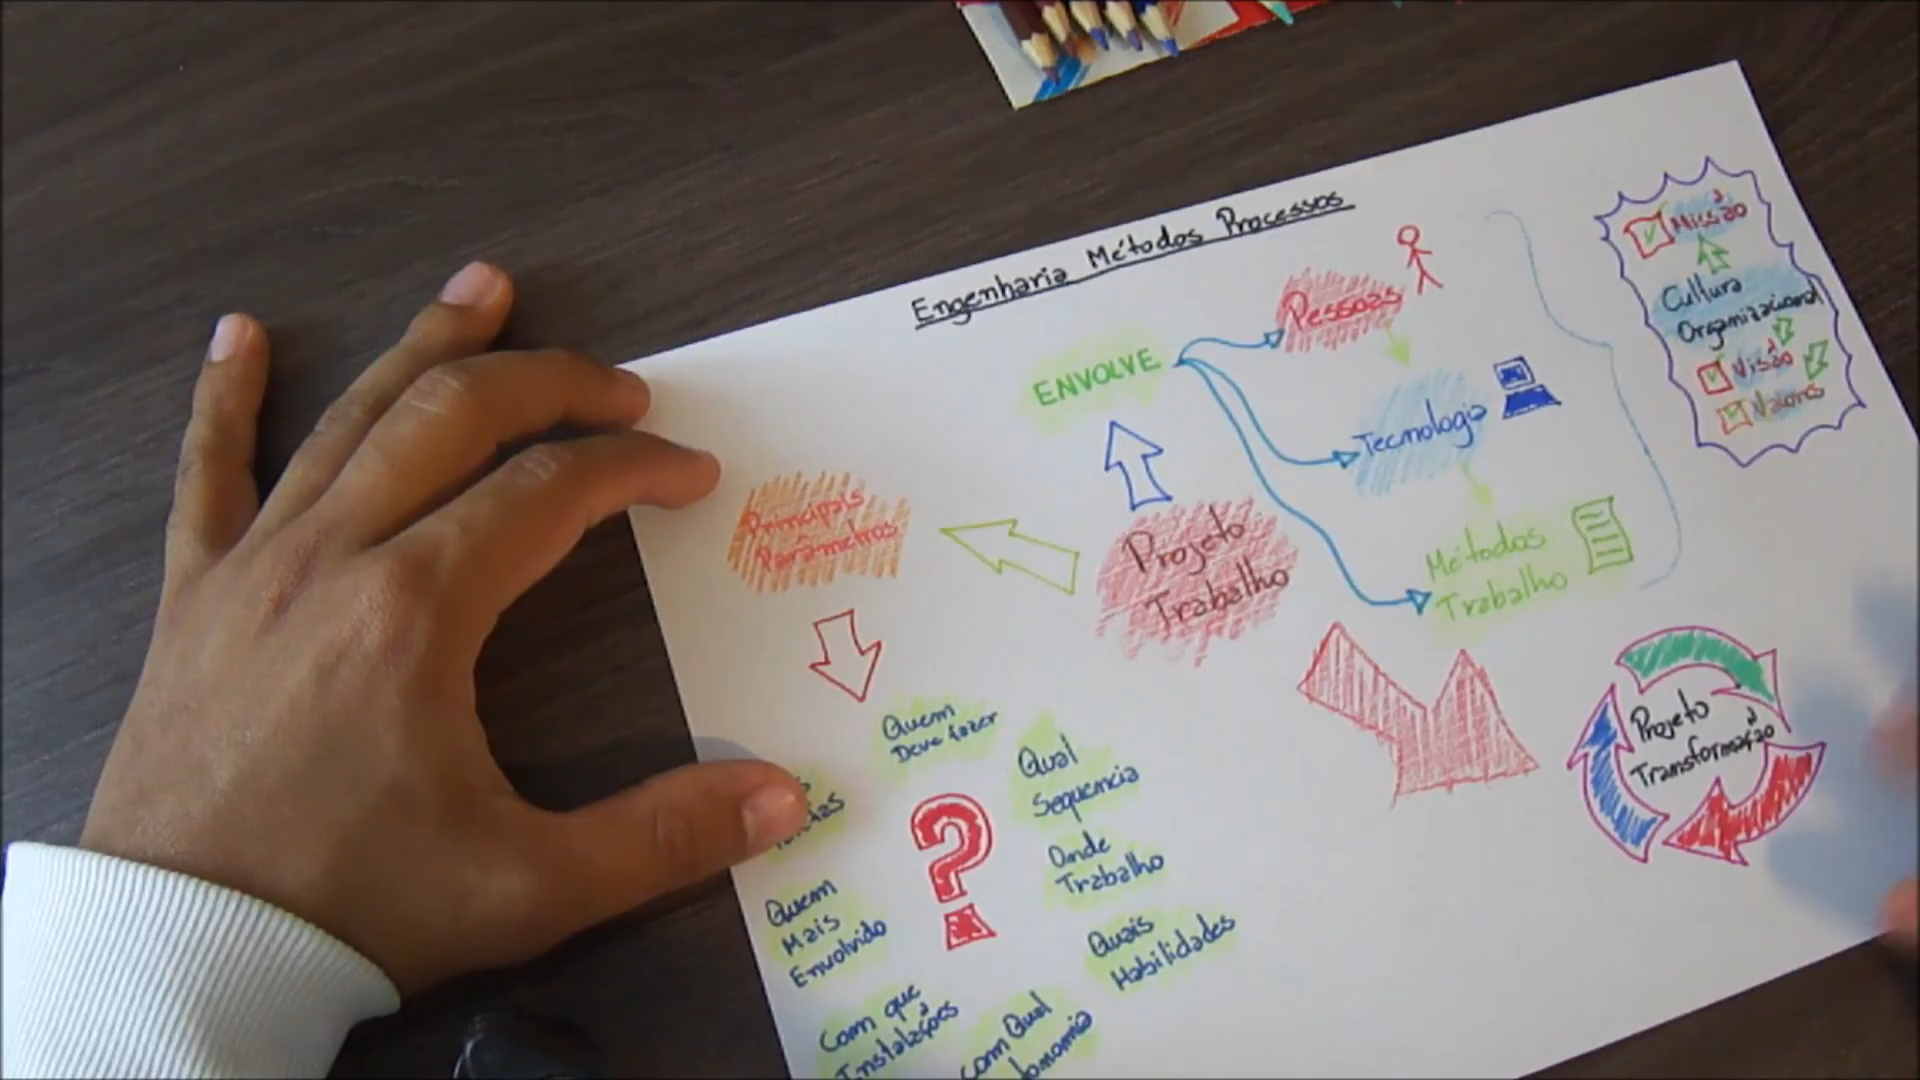 Engenharia Métodos Processos
ENVOLVE
Pessoas
Tecnologia
Métodos
Trabalho
Missão
Cultura
Organizacional
Visão
Valores
Principais
Parâmetros
Projeto
Trabalho
Projeto
Transformação
Quem
Deve fazer
Qual
Sequencia
Onde
Trabalho
Quais
Habilidades
Quem
Mais
Envolvido
Com que
Instalações
com Qual